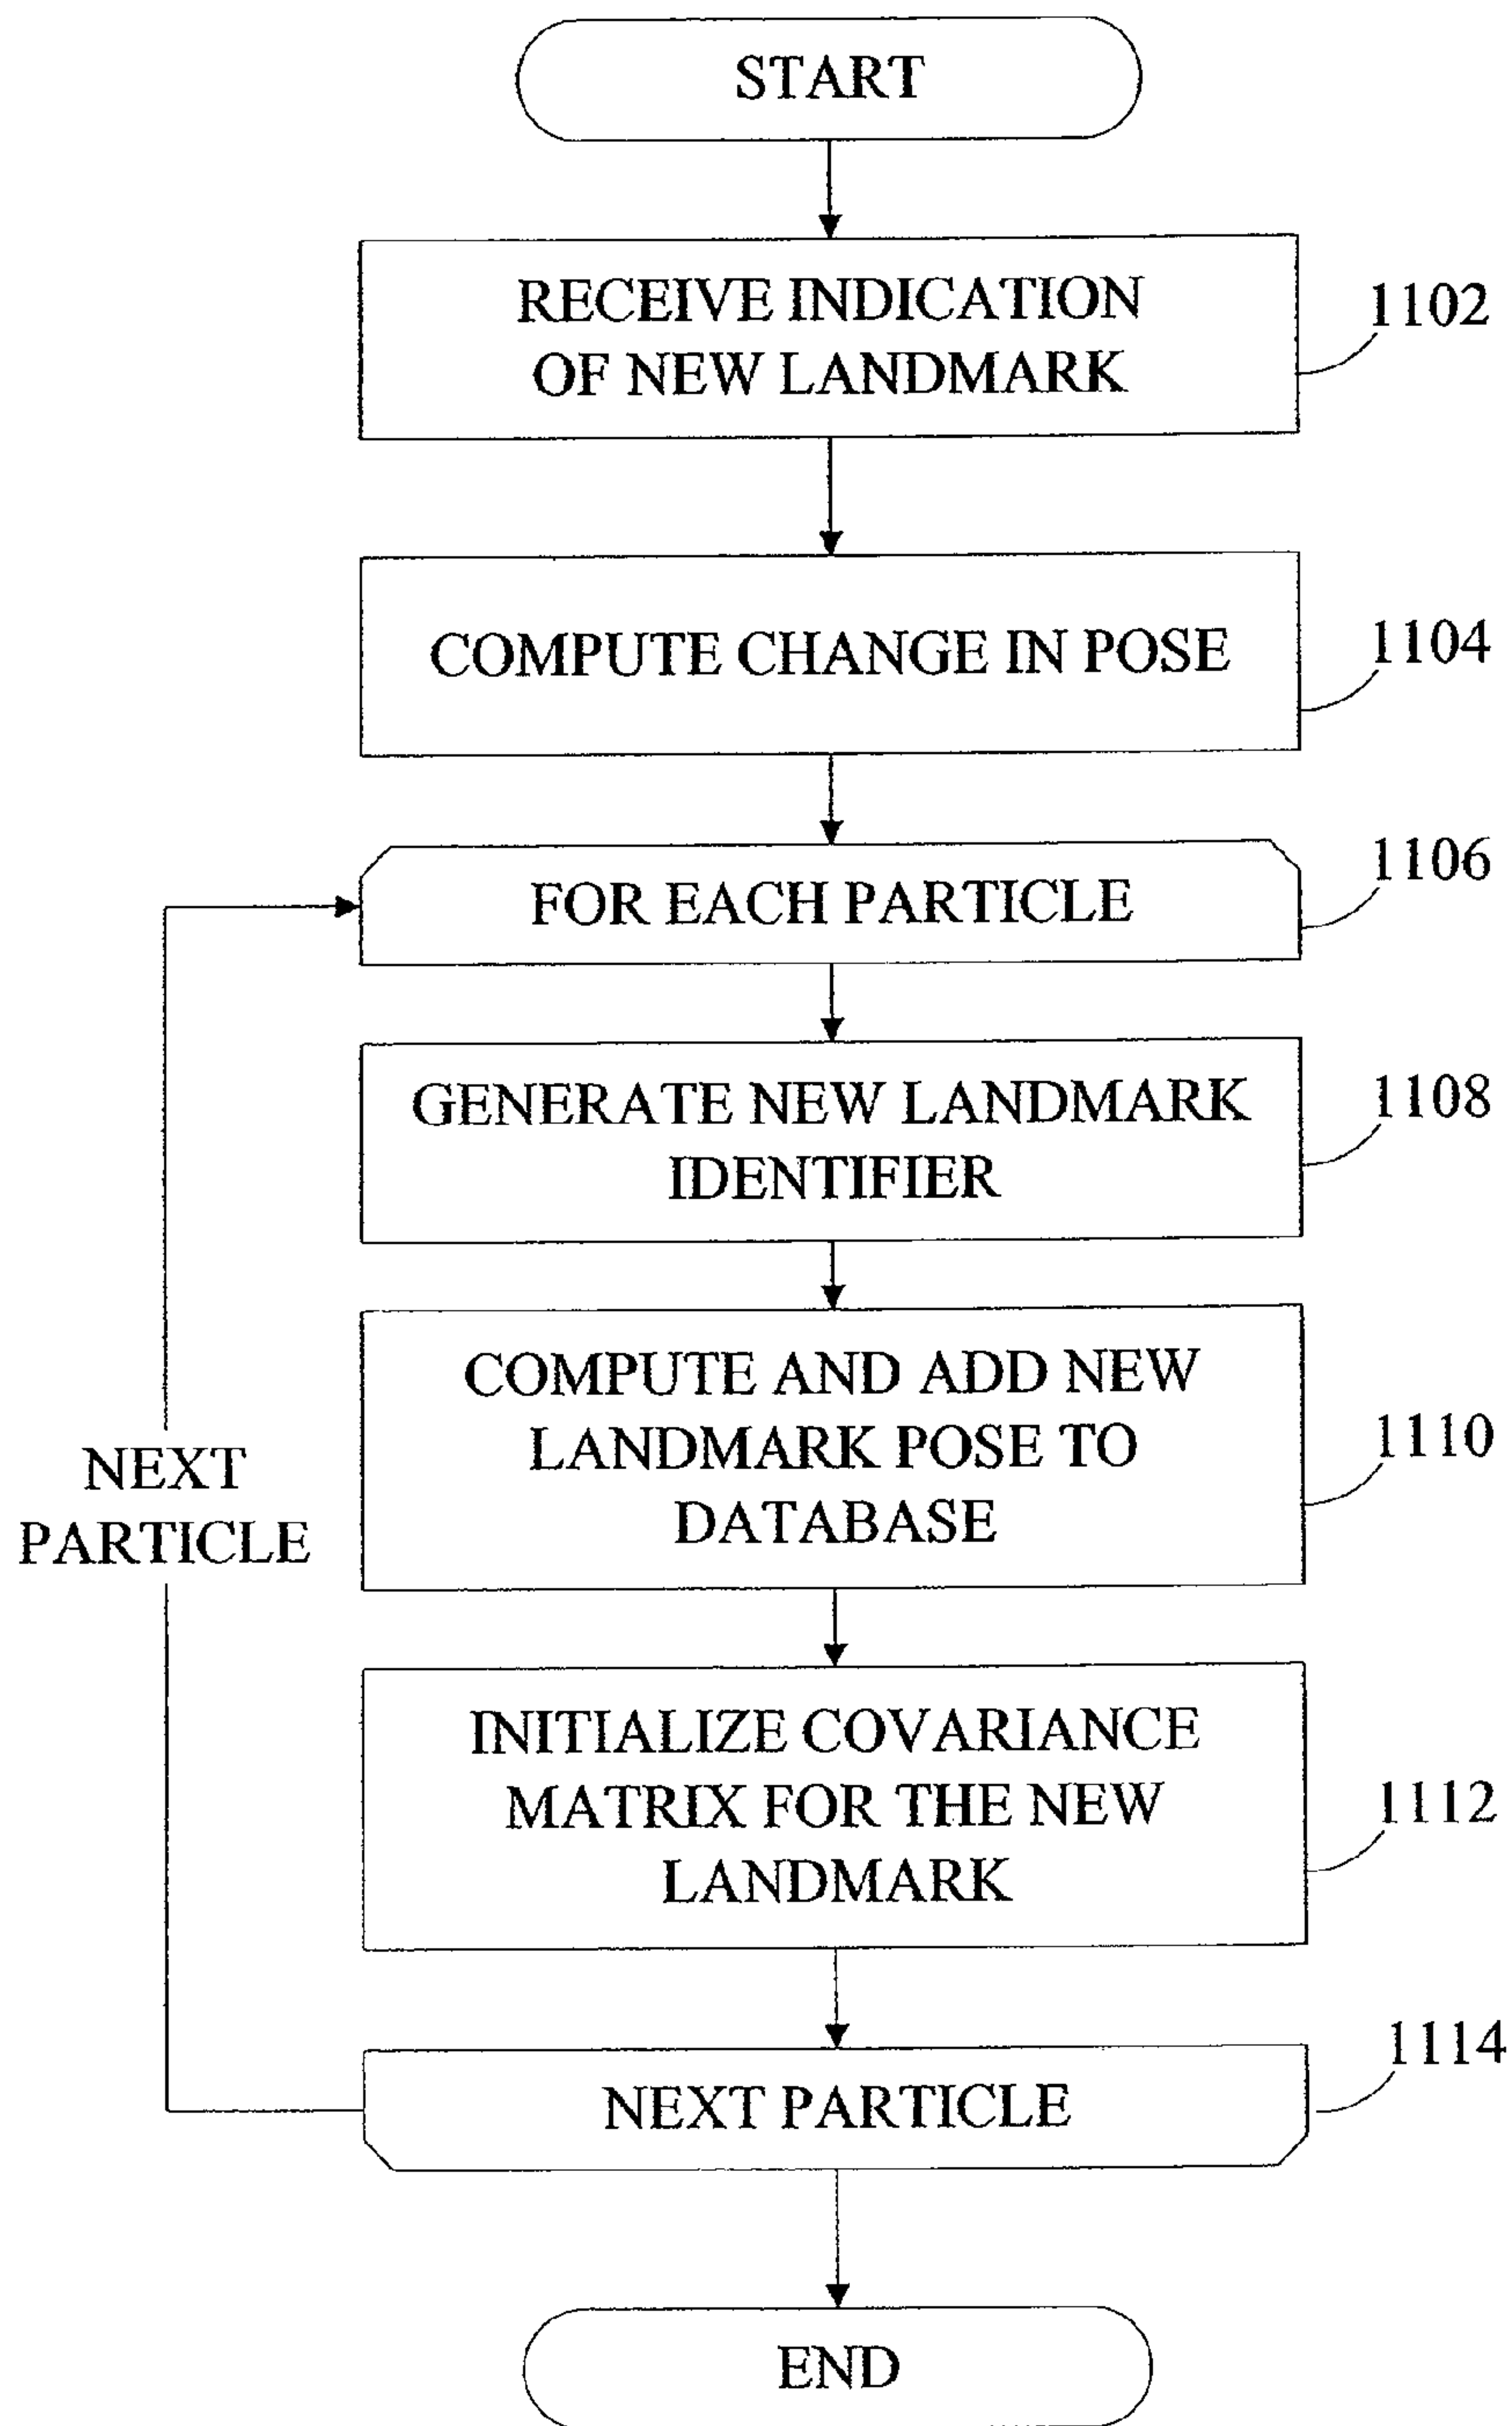 START
RECEIVE INDICATION
OF NEW LANDMARK
1102
COMPUTE CHANGE IN POSE
1104
FOR EACH PARTICLE
1106
GENERATE NEW LANDMARK
IDENTIFIER
1108
COMPUTE AND ADD NEW
LANDMARK POSE TO
DATABASE
1110
NEXT
PARTICLE
INITIALIZE COVARIANCE
MATRIX FOR THE NEW
LANDMARK
1112
NEXT PARTICLE
1114
END